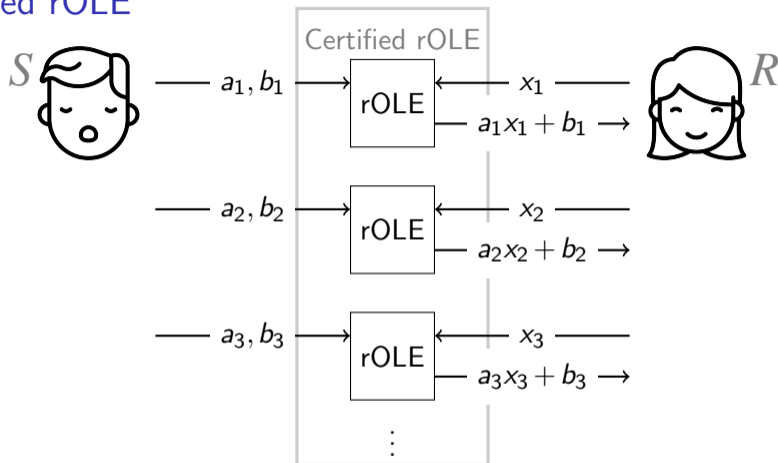 ed rOLE
Certified rOLE
S
R
a₁, b₁
rOLE
x₁
a₁x₁ + b₁
a₂, b₂
rOLE
x₂
a₂x₂ + b₂
a₃, b₃
rOLE
x₃
a₃x₃ + b₃
⋮